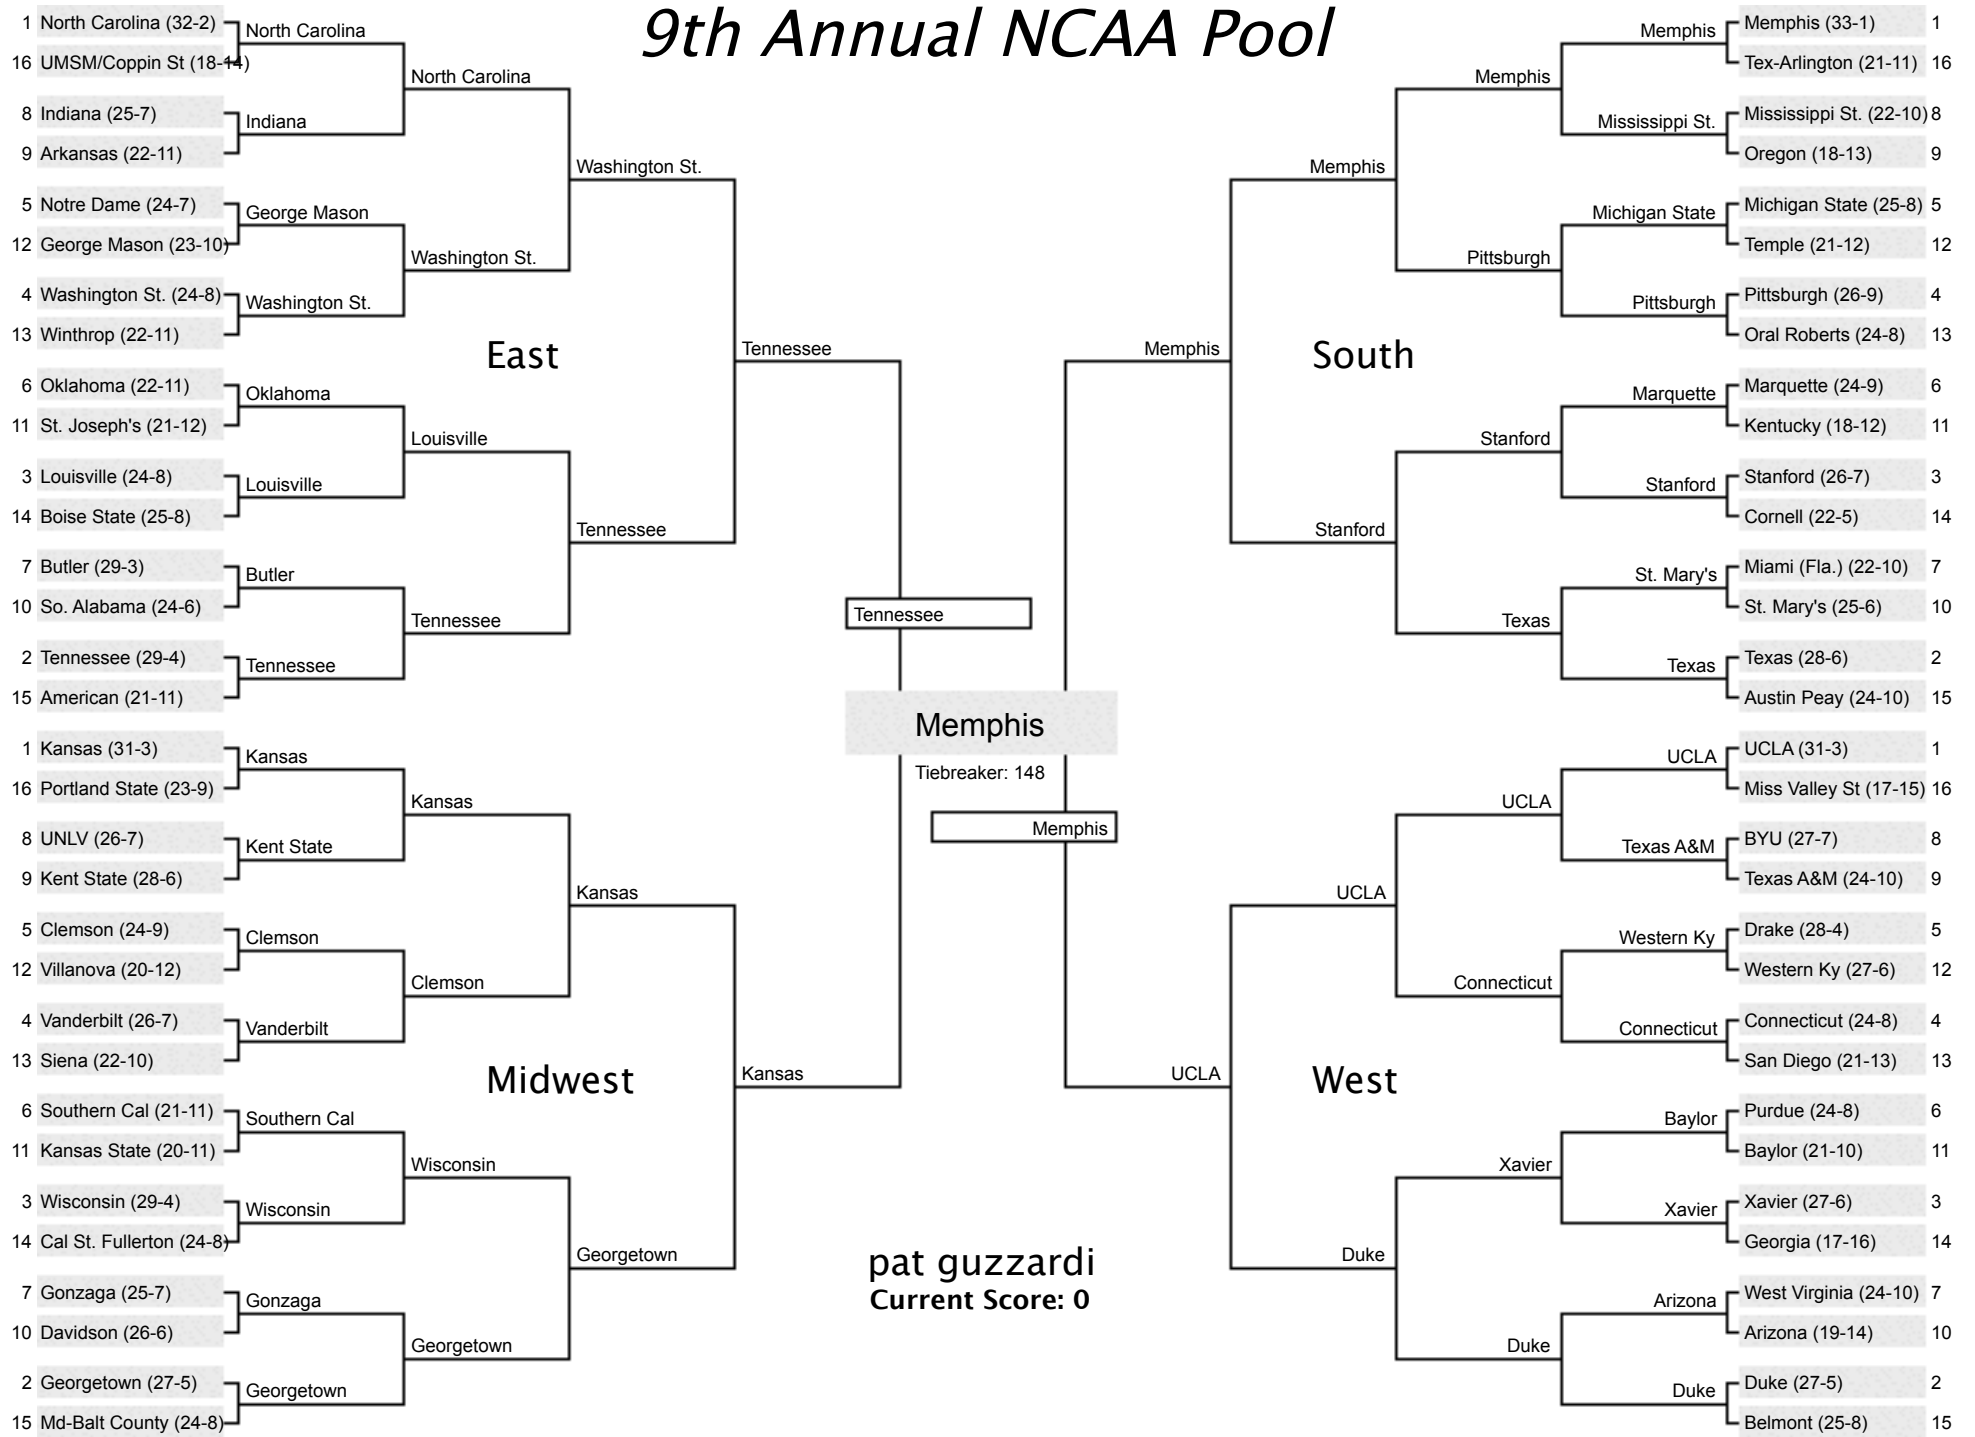 9th Annual NCAA Pool
1 North Carolina (32-2)
16 UMSM/Coppin St (18-14)
8 Indiana (25-7)
9 Arkansas (22-11)
5 Notre Dame (24-7)
12 George Mason (23-10)
4 Washington St. (24-8)
13 Winthrop (22-11)
6 Oklahoma (22-11)
11 St. Joseph's (21-12)
3 Louisville (24-8)
14 Boise State (25-8)
7 Butler (29-3)
10 So. Alabama (24-6)
2 Tennessee (29-4)
15 American (21-11)
North Carolina
Indiana
George Mason
Washington St.
Oklahoma
Louisville
Butler
Tennessee
North Carolina
Washington St.
Louisville
Tennessee
Washington St.
Tennessee
East
Tennessee
1 Kansas (31-3)
16 Portland State (23-9)
8 UNLV (26-7)
9 Kent State (28-6)
5 Clemson (24-9)
12 Villanova (20-12)
4 Vanderbilt (26-7)
13 Siena (22-10)
6 Southern Cal (21-11)
11 Kansas State (20-11)
3 Wisconsin (29-4)
14 Cal St. Fullerton (24-8)
7 Gonzaga (25-7)
10 Davidson (26-6)
2 Georgetown (27-5)
15 Md-Balt County (24-8)
Kansas
Kent State
Clemson
Vanderbilt
Southern Cal
Wisconsin
Gonzaga
Georgetown
Kansas
Clemson
Wisconsin
Georgetown
Kansas
Georgetown
Midwest
Kansas
Tennessee
Memphis
Tiebreaker: 148
Memphis
pat guzzardi
Current Score: 0
Memphis
South
Memphis
Stanford
Memphis
Pittsburgh
Stanford
Texas
Memphis
Mississippi St.
Michigan State
Pittsburgh
Marquette
Stanford
St. Mary's
Texas
Memphis (33-1) 1
Tex-Arlington (21-11) 16
Mississippi St. (22-10) 8
Oregon (18-13) 9
Michigan State (25-8) 5
Temple (21-12) 12
Pittsburgh (26-9) 4
Oral Roberts (24-8) 13
Marquette (24-9) 6
Kentucky (18-12) 11
Stanford (26-7) 3
Cornell (22-5) 14
Miami (Fla.) (22-10) 7
St. Mary's (25-6) 10
Texas (28-6) 2
Austin Peay (24-10) 15
UCLA
West
UCLA
Duke
UCLA
Connecticut
Xavier
Duke
UCLA
Texas A&M
Western Ky
Connecticut
Baylor
Xavier
Arizona
Duke
UCLA (31-3) 1
Miss Valley St (17-15) 16
BYU (27-7) 8
Texas A&M (24-10) 9
Drake (28-4) 5
Western Ky (27-6) 12
Connecticut (24-8) 4
San Diego (21-13) 13
Purdue (24-8) 6
Baylor (21-10) 11
Xavier (27-6) 3
Georgia (17-16) 14
West Virginia (24-10) 7
Arizona (19-14) 10
Duke (27-5) 2
Belmont (25-8) 15